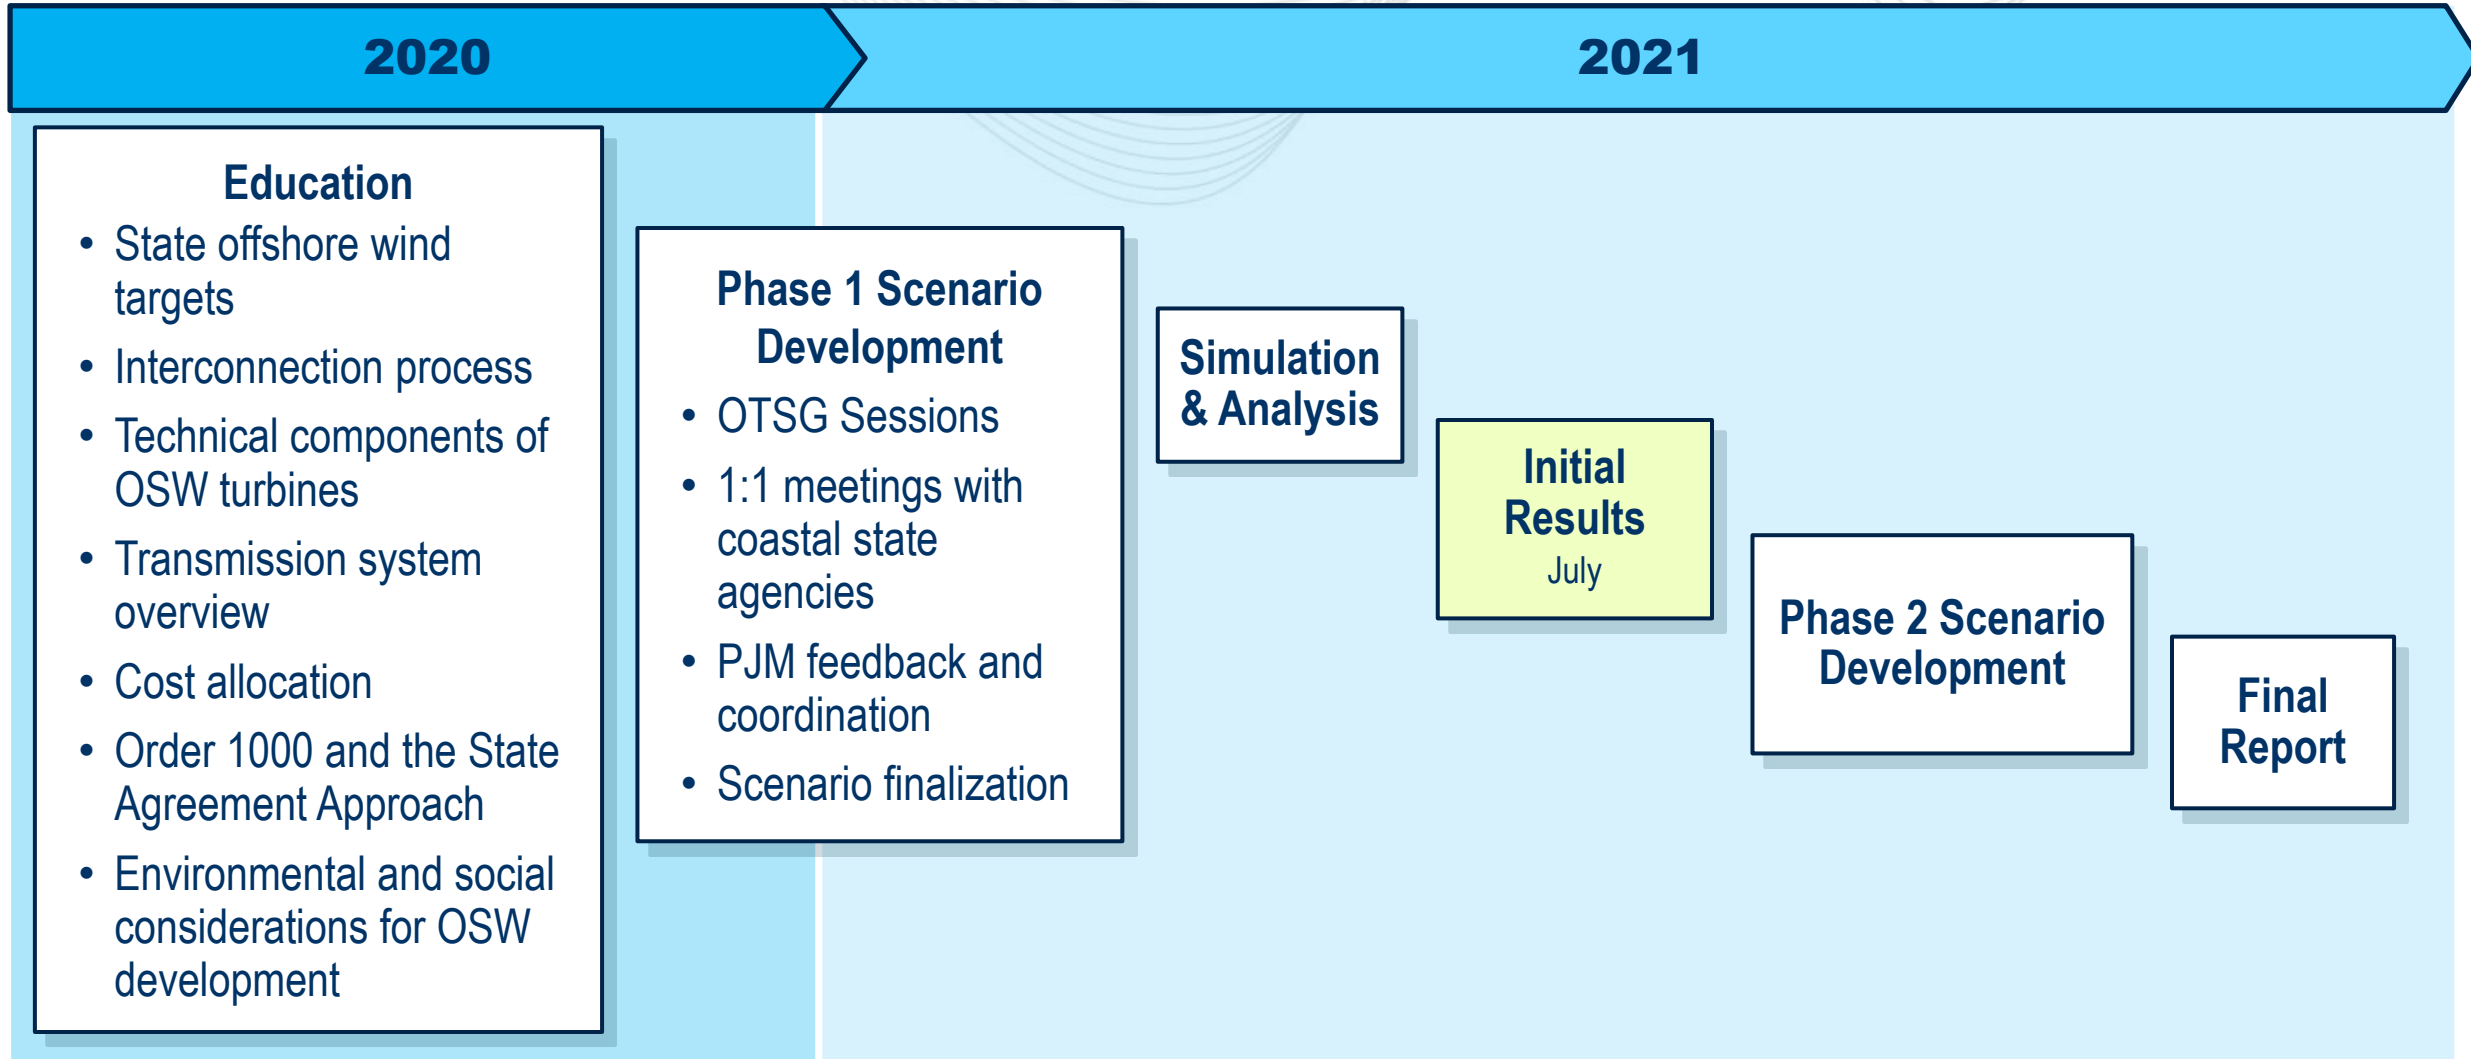 2020
2021
Education
• State offshore wind
targets
• Interconnection process
• Technical components of
OSW turbines
• Transmission system
overview
• Cost allocation
• Order 1000 and the State
Agreement Approach
• Environmental and social
considerations for OSW
development
Phase 1 Scenario
Development
• OTSG Sessions
• 1:1 meetings with
coastal state
agencies
• PJM feedback and
coordination
• Scenario finalization
Simulation
& Analysis
Initial
Results
July
Phase 2 Scenario
Development
Final
Report